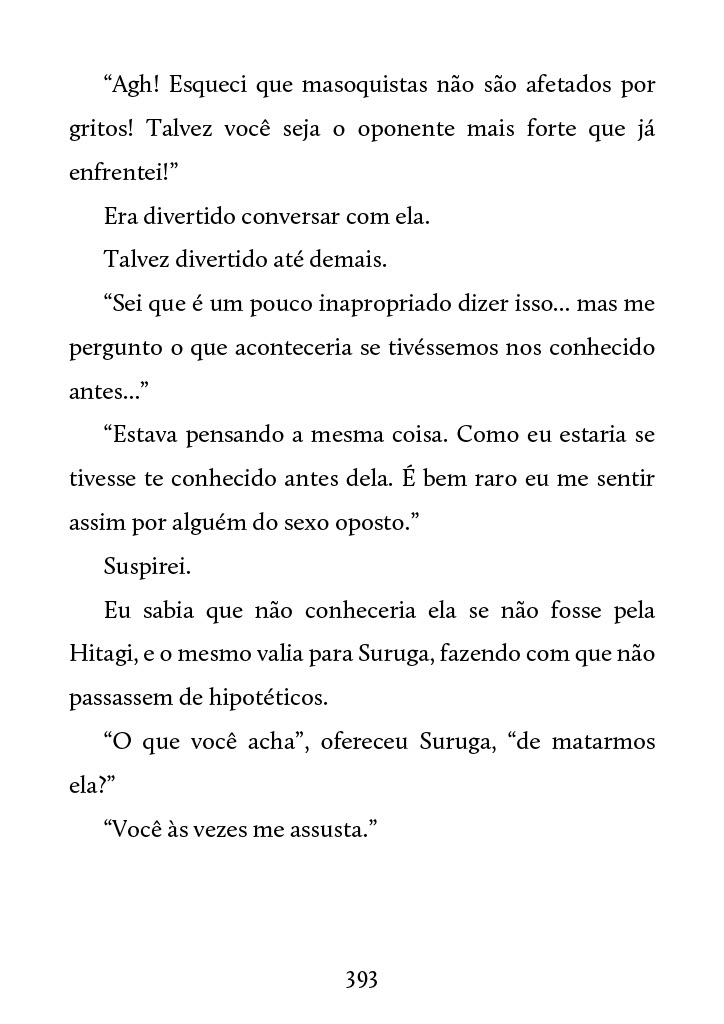 “Agh! Esqueci que masoquistas não são afetados por
gritos! Talvez você seja o oponente mais forte que já
enfrentei!”
Era divertido conversar com ela.
Talvez divertido até demais.
“Sei que é um pouco inapropriado dizer isso... mas me
pergunto o que aconteceria se tivéssemos nos conhecido
antes...”
“Estava pensando a mesma coisa. Como eu estaria se
tivesse te conhecido antes dela. É bem raro eu me sentir
assim por alguém do sexo oposto.”
Suspirei.
Eu sabia que não conheceria ela se não fosse pela
Hitagi, e o mesmo valia para Suruga, fazendo com que não
passassem de hipotéticos.
“O que você acha”, ofereceu Suruga, “de matarmos
ela?”
“Você às vezes me assusta.”
393